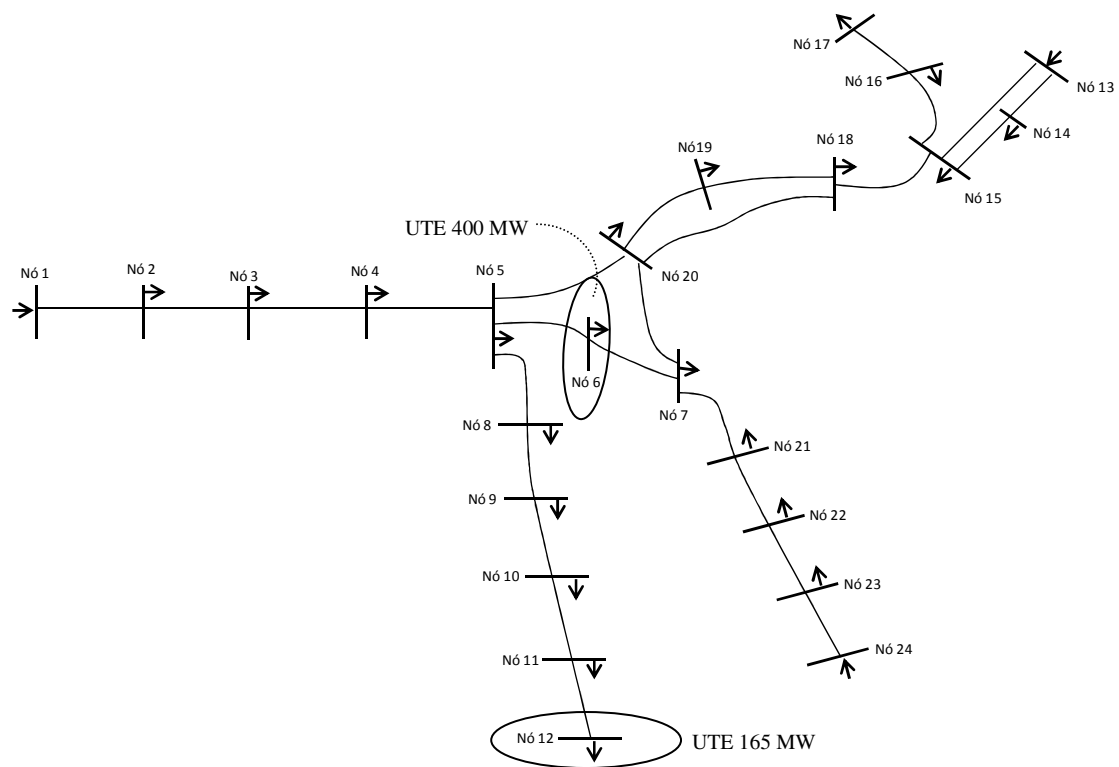 Nó 17
Nó 16
Nó 13
Nó 14
Nó 15
Nó 18
Nó19
Nó 20
UTE 400 MW
Nó 1
Nó 2
Nó 3
Nó 4
Nó 5
Nó 6
Nó 7
Nó 8
Nó 9
Nó 10
Nó 11
Nó 12
UTE 165 MW
Nó 21
Nó 22
Nó 23
Nó 24